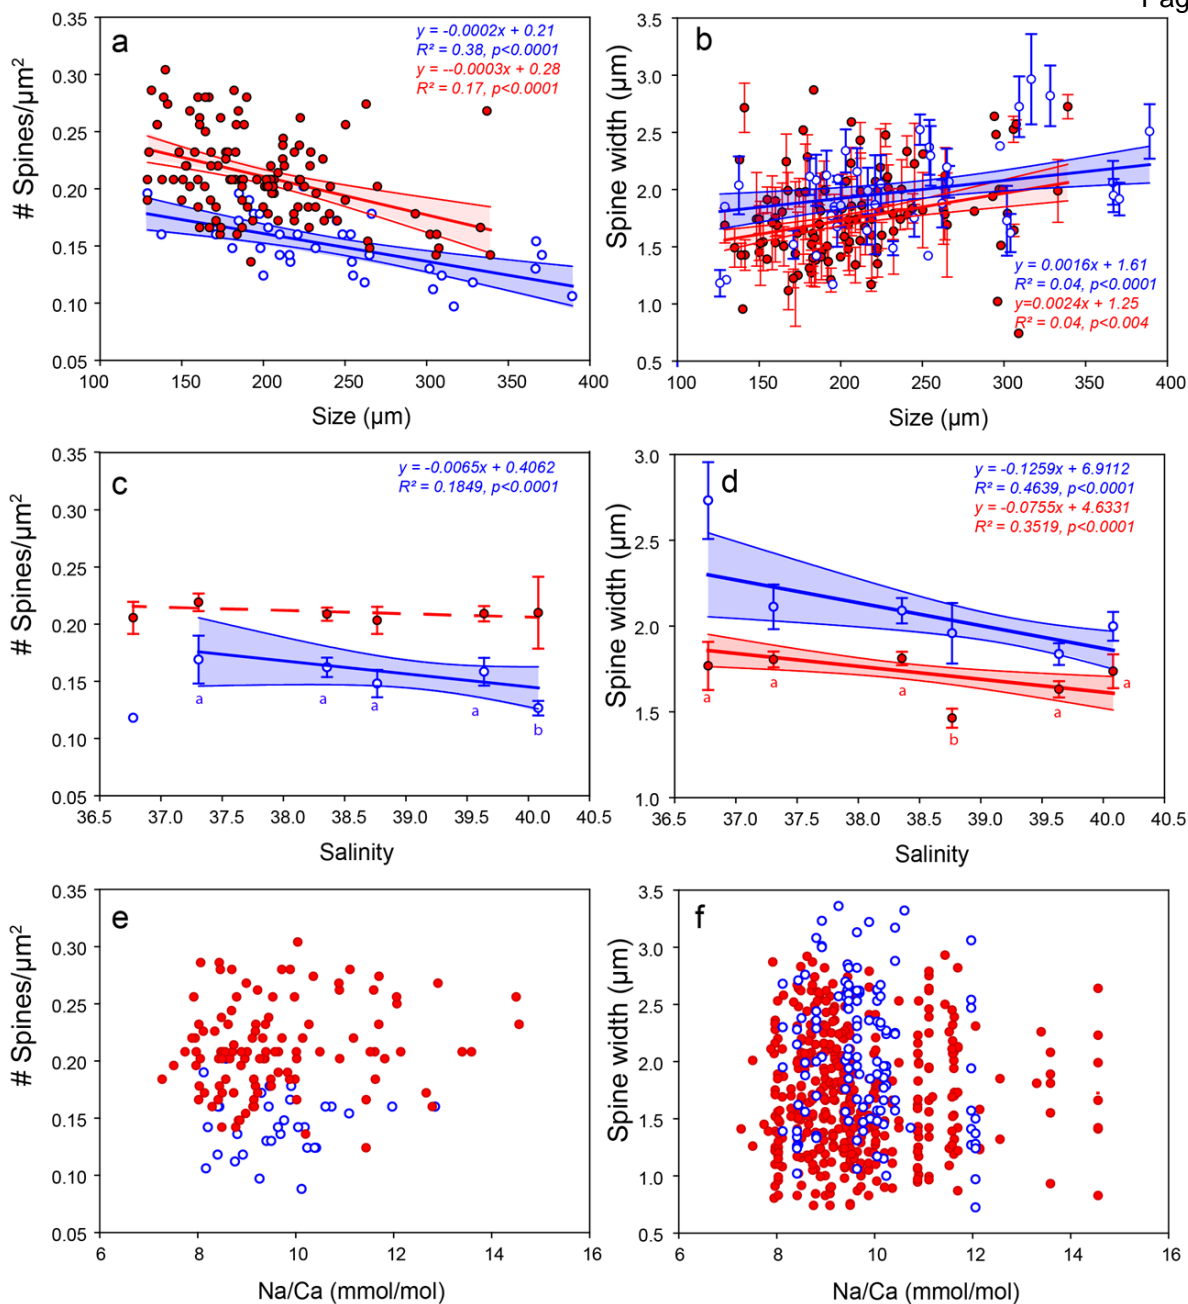 Pag
a
y = -0.0002x + 0.21
R² = 0.38, p<0.0001
y = --0.0003x + 0.28
R² = 0.17, p<0.0001
# Spines/µm²
0.35
0.30
0.25
0.20
0.15
0.10
0.05
100 150 200 250 300 350 400
Size (µm)
b
y = 0.0016x + 1.61
R² = 0.04, p<0.0001
y=0.0024x + 1.25
R² = 0.04, p<0.004
Spine width (µm)
3.5
3.0
2.5
2.0
1.5
1.0
0.5
100 150 200 250 300 350 400
Size (µm)
c
y = -0.0065x + 0.4062
R² = 0.1849, p<0.0001
# Spines/µm²
0.35
0.30
0.25
0.20
0.15
0.10
0.05
a a a a b
36.5 37.0 37.5 38.0 38.5 39.0 39.5 40.0 40.5
Salinity
d
y = -0.1259x + 6.9112
R² = 0.4639, p<0.0001
y = -0.0755x + 4.6331
R² = 0.3519, p<0.0001
Spine width (µm)
3.0
2.5
2.0
1.5
1.0
a a a b a a
36.5 37.0 37.5 38.0 38.5 39.0 39.5 40.0 40.5
Salinity
e
# Spines/µm²
0.35
0.30
0.25
0.20
0.15
0.10
0.05
6 8 10 12 14 16
Na/Ca (mmol/mol)
f
Spine width (µm)
3.5
3.0
2.5
2.0
1.5
1.0
0.5
6 8 10 12 14 16
Na/Ca (mmol/mol)